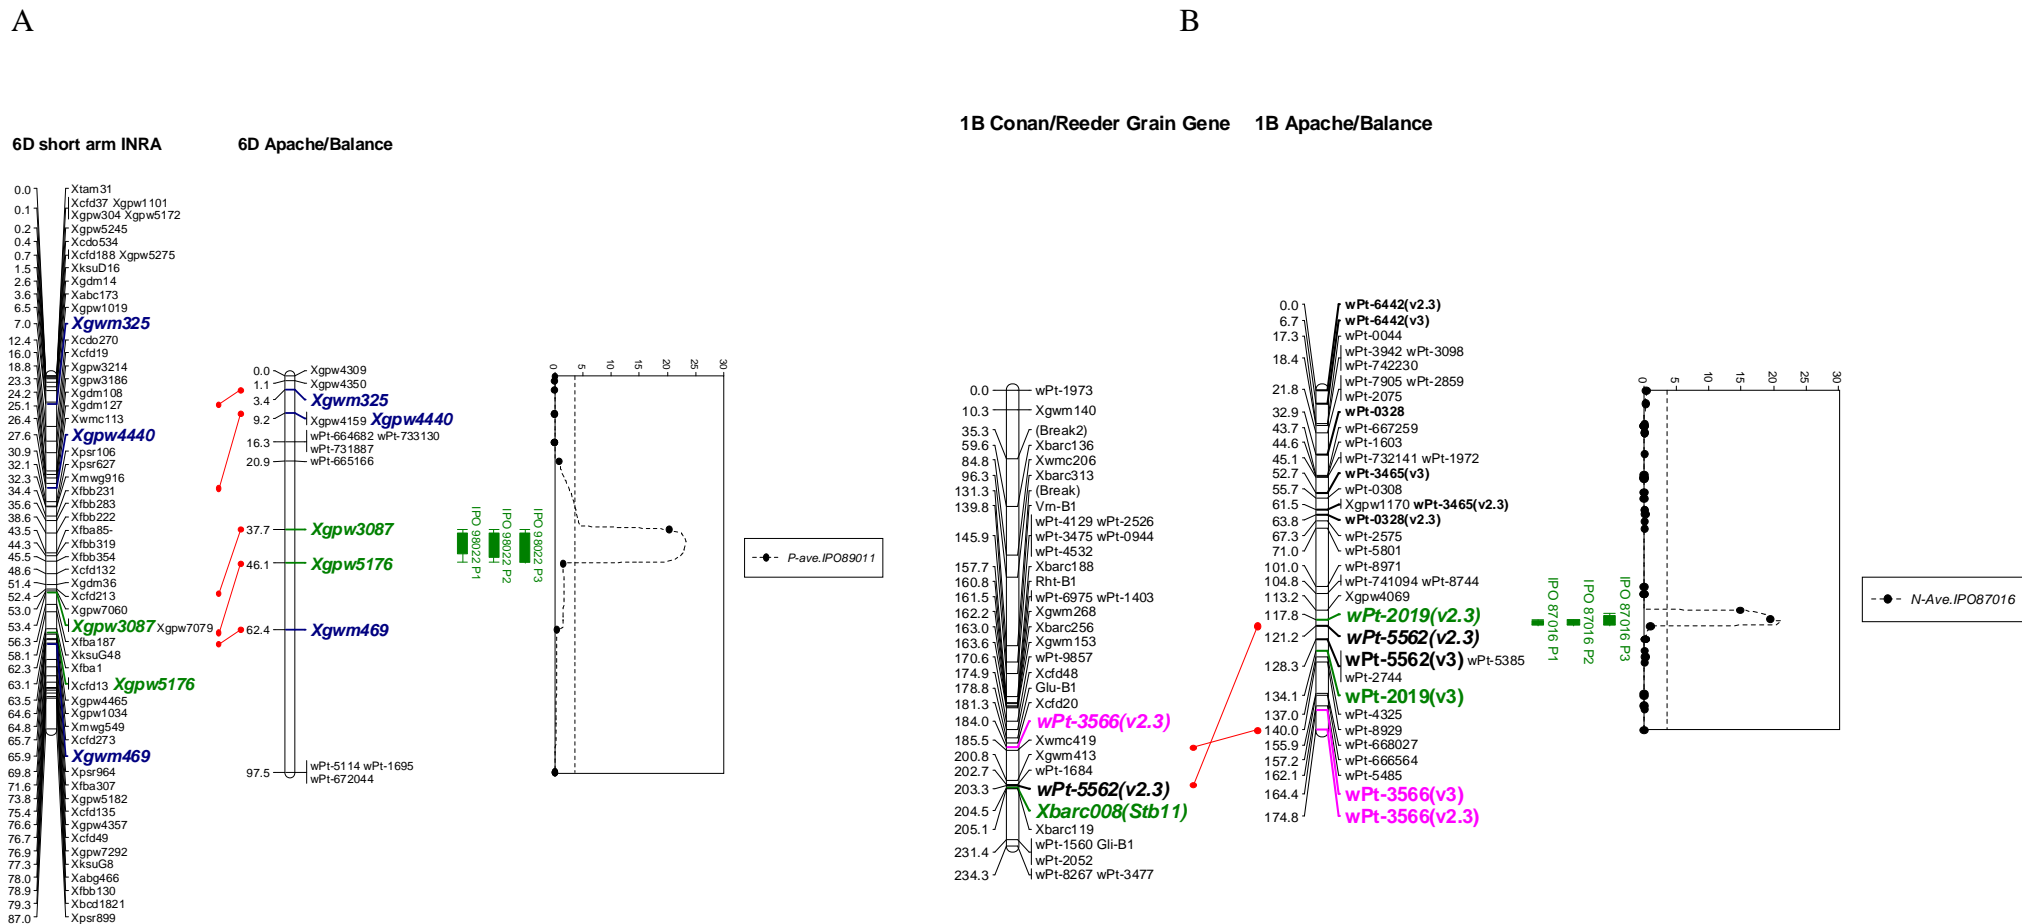 A
B
6D short arm INRA
6D Apache/Balance
0.0 Xtam31
0.1 Xcfd37 Xgpw1101
Xgpw304 Xgpw5172
0.2 Xgpw5245
0.4 Xcdo534
0.7 Xcfd188 Xgpw5275
1.5 XksuD16
2.6 Xgdm14
3.6 Xabc173
6.5 Xgpw1019
7.0 Xgwm325
12.4 Xcdo270
16.0 Xcfd19
18.8 Xgpw3214
23.3 Xgpw3186
24.2 Xgdm108
25.1 Xgdm127
26.4 Xwmc113
27.6 Xgpw4440
30.9 Xpsr106
32.1 Xpsr627
32.3 Xmwg916
34.4 Xfbb231
35.6 Xfbb283
38.6 Xfbb222
43.5 Xfba85-
44.3 Xfbb319
45.5 Xfbb354
48.6 Xcfd132
51.4 Xgdm36
52.4 Xcfd213
53.0 Xgpw7060
53.4 Xgpw3087 Xgpw7079
56.3 Xfba187
58.1 XksuG48
62.3 Xfba1
63.1 Xcfd13 Xgpw5176
63.5 Xgpw4465
64.6 Xgpw1034
64.8 Xmwg549
65.7 Xcfd273
65.9 Xgwm469
69.8 Xpsr964
71.6 Xfba307
73.8 Xgpw5182
75.4 Xcfd135
76.6 Xgpw4357
76.7 Xcfd49
76.9 Xgpw7292
77.3 XksuG8
78.0 Xabg466
78.9 Xfbb130
79.3 Xbcd1821
87.0 Xpsr899
0.0 Xgpw4309
1.1 Xgpw4350
3.4 Xgwm325
9.2 Xgpw4159 Xgpw4440
16.3 wPt-664682 wPt-733130
wPt-731887
20.9 wPt-665166
37.7 Xgpw3087
46.1 Xgpw5176
62.4 Xgwm469
97.5 wPt-5114 wPt-1695
wPt-672044
IPO 98022 P1
IPO 98022 P2
IPO 98022 P3
0 5 10 15 20 25 30
P-ave.IPO89011
1B Conan/Reeder Grain Gene
1B Apache/Balance
0.0 wPt-1973
10.3 Xgwm140
35.3 (Break2)
59.6 Xbarc136
84.8 Xwmc206
96.3 Xbarc313
131.3 (Break)
139.8 Vrn-B1
wPt-4129 wPt-2526
145.9 wPt-3475 wPt-0944
wPt-4532
157.7 Xbarc188
160.8 Rht-B1
161.5 wPt-6975 wPt-1403
162.2 Xgwm268
163.0 Xbarc256
163.6 Xgwm153
170.6 wPt-9857
174.9 Xcfd48
178.8 Glu-B1
181.3 Xcfd20
184.0 wPt-3566(v2.3)
185.5 Xwmc419
200.8 Xgwm413
202.7 wPt-1684
203.3 wPt-5562(v2.3)
204.5 Xbarc008(Stb11)
205.1 Xbarc119
231.4 wPt-1560 Gli-B1
wPt-2052
234.3 wPt-8267 wPt-3477
0.0 wPt-6442(v2.3)
6.7 wPt-6442(v3)
17.3 wPt-0044
18.4 wPt-3942 wPt-3098
wPt-742230
21.8 wPt-7905 wPt-2859
wPt-2075
32.9 wPt-0328
43.7 wPt-667259
44.6 wPt-1603
45.1 wPt-732141 wPt-1972
52.7 wPt-3465(v3)
55.7 wPt-0308
61.5 Xgpw1170 wPt-3465(v2.3)
63.8 wPt-0328(v2.3)
67.3 wPt-2575
71.0 wPt-5801
101.0 wPt-8971
104.8 wPt-741094 wPt-8744
113.2 Xgpw4069
117.8 wPt-2019(v2.3)
121.2 wPt-5562(v2.3)
128.3 wPt-5562(v3) wPt-5385
wPt-2744
134.1 wPt-2019(v3)
137.0 wPt-4325
140.0 wPt-8929
155.9 wPt-668027
157.2 wPt-666564
162.1 wPt-5485
164.4 wPt-3566(v3)
174.8 wPt-3566(v2.3)
IPO 87016 P1
IPO 87016 P2
IPO 87016 P3
0 5 10 15 20 25 30
N-Ave.IPO87016